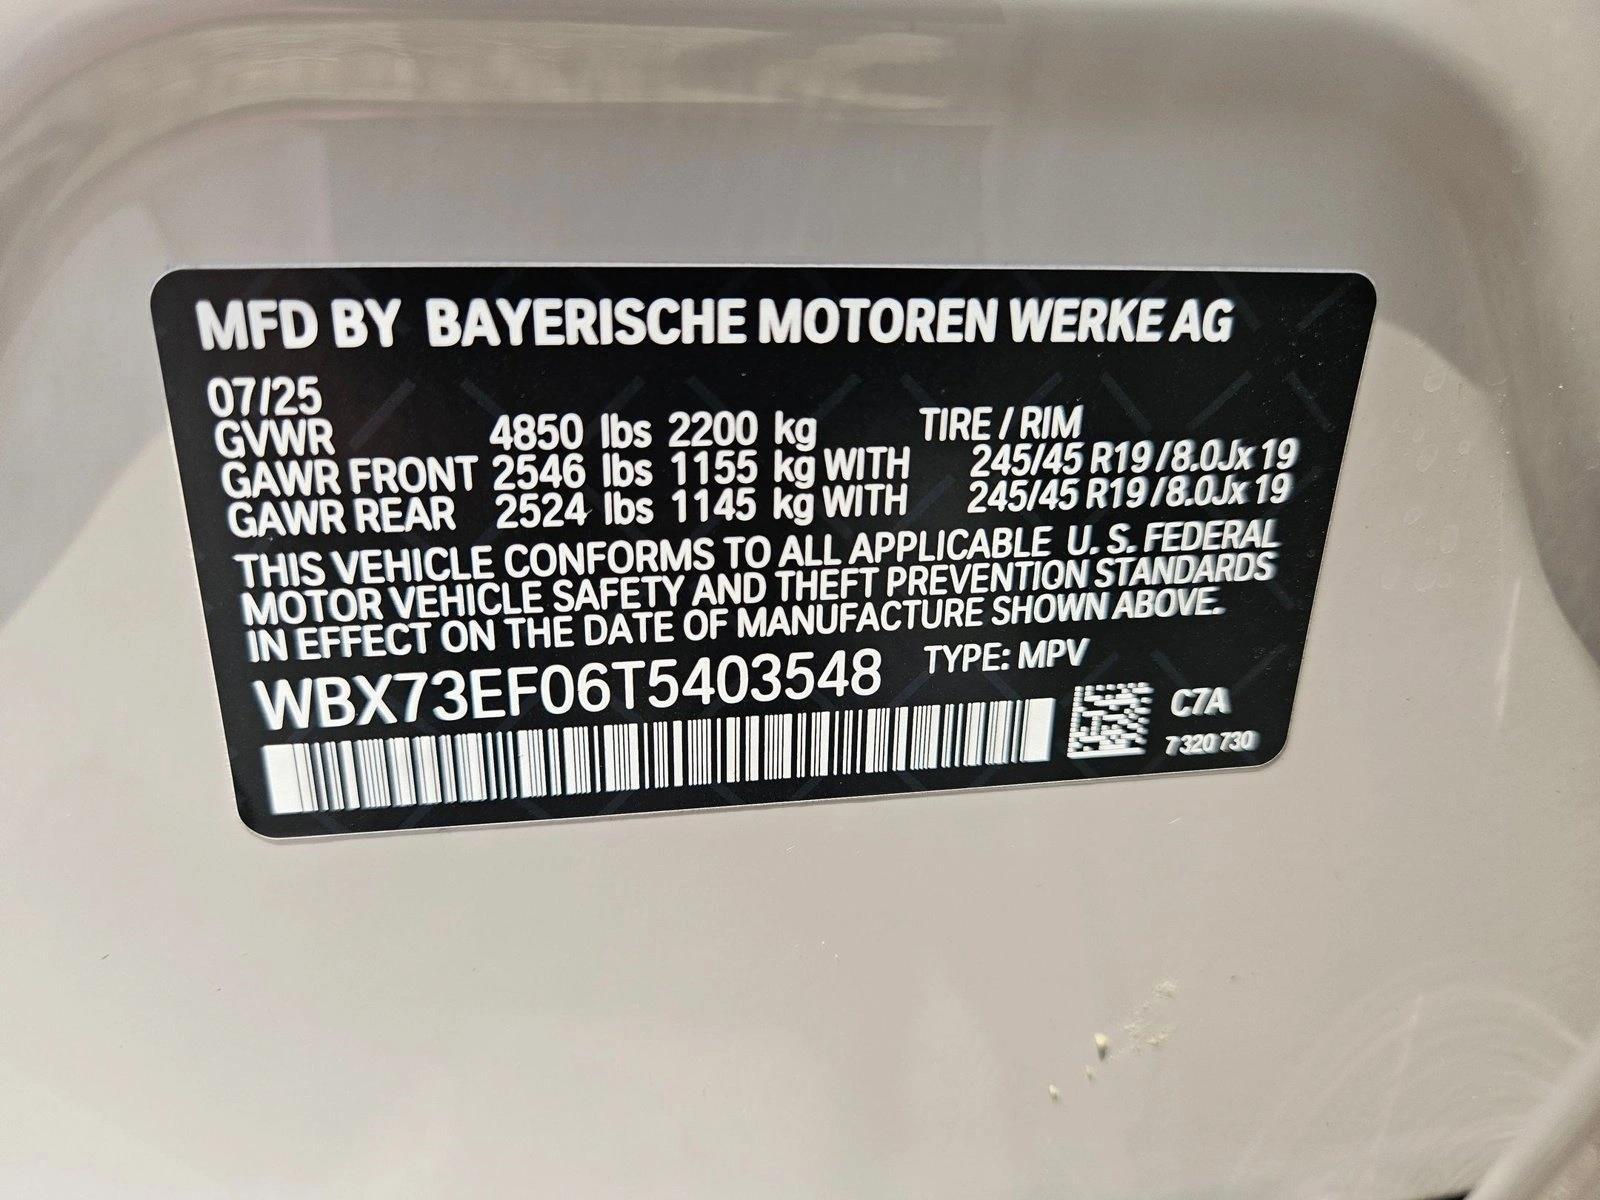 MFD BY BAYERISCHE MOTOREN WERKE AG
07/25
GVWR 4850 lbs 2200 kg TIRE / RIM
GAWR FRONT 2546 lbs 1155 kg WITH 245/45 R19 / 8.0Jx 19
GAWR REAR 2524 lbs 1145 kg WITH 245/45 R19 / 8.0Jx 19
THIS VEHICLE CONFORMS TO ALL APPLICABLE U. S. FEDERAL
MOTOR VEHICLE SAFETY AND THEFT PREVENTION STANDARDS
IN EFFECT ON THE DATE OF MANUFACTURE SHOWN ABOVE.
WBX73EF06T5403548 TYPE: MPV
C7A
7 320 730